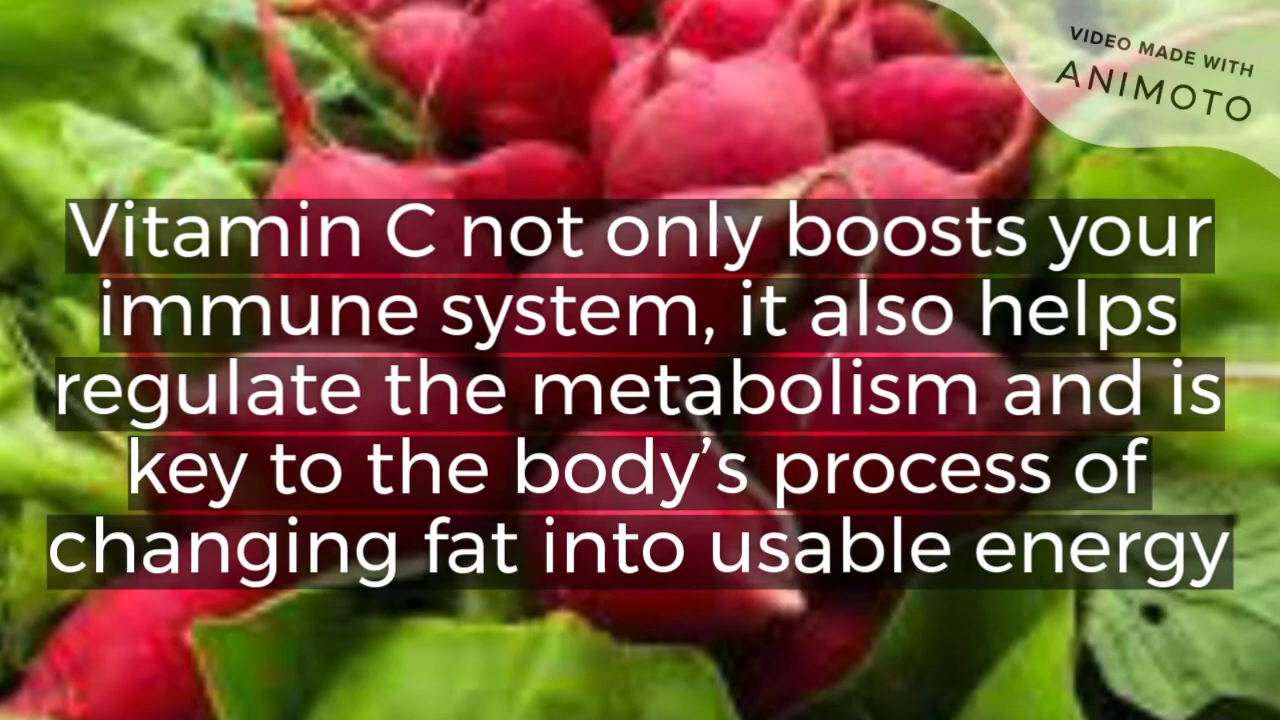 VIDEO MADE WITH
ANIMOTO
Vitamin C not only boosts your
immune system, it also helps
regulate the metabolism and is
key to the body’s process of
changing fat into usable energy